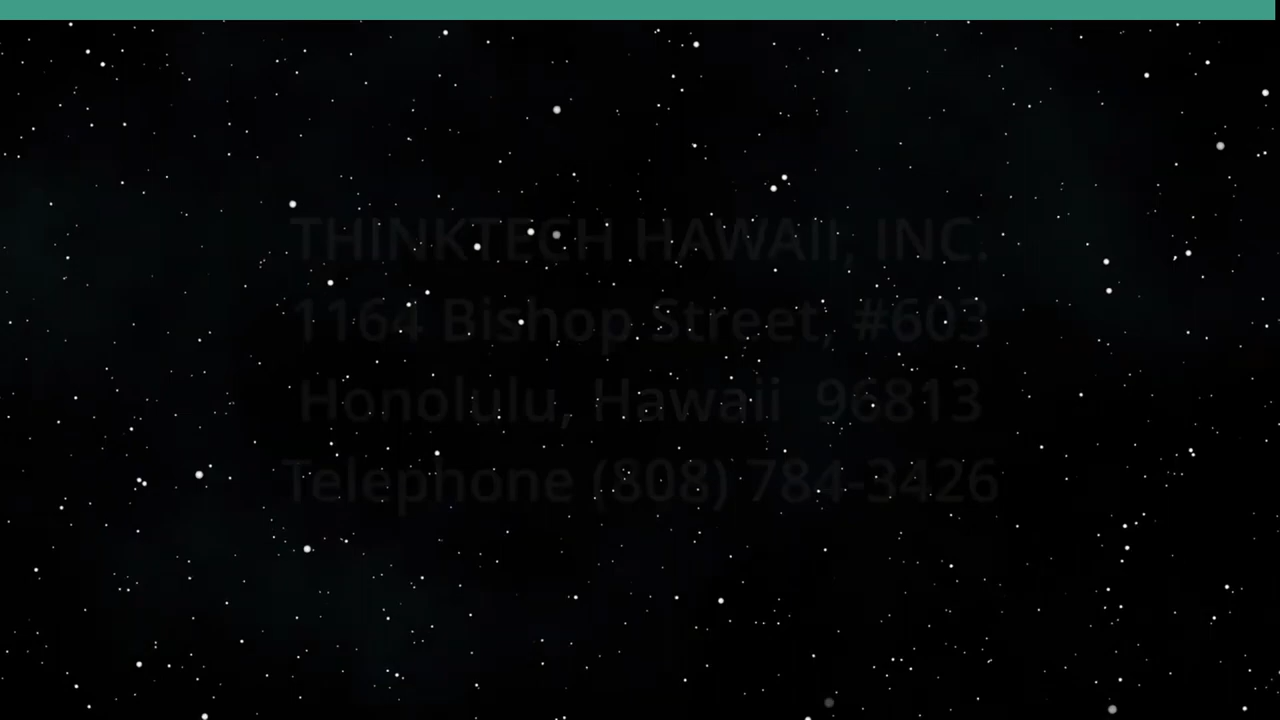 THINKTECH HAWAII, INC.
1164 Bishop Street, #603
Honolulu, Hawaii 96813
Telephone (808) 784-3426